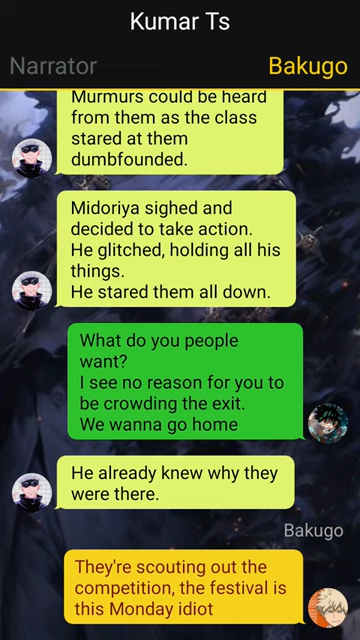 Kumar Ts
Narrator
Bakugo
Murmurs could be heard
from them as the class
stared at them
dumbfounded.
Midoriya sighed and
decided to take action.
He glitched, holding all his
things.
He stared them all down.
What do you people
want?
I see no reason for you to
be crowding the exit.
We wanna go home
He already knew why they
were there.
Bakugo
They're scouting out the
competition, the festival is
this Monday idiot